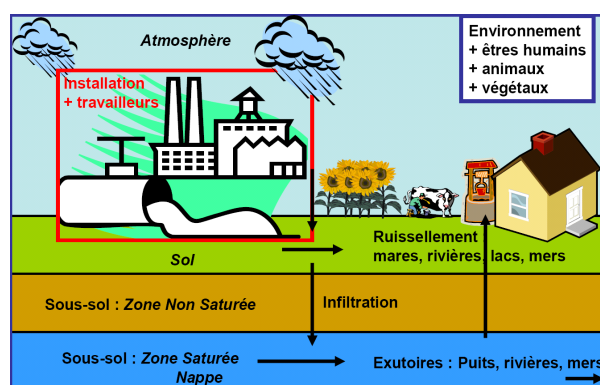 Atmosphère
Environnement
+ êtres humains
+ animaux
+ végétaux
Installation
+ travailleurs
Ruissellement
mares, rivières, lacs, mers
Sol
Sous-sol : Zone Non Saturée
Infiltration
Sous-sol : Zone Saturée
Nappe
Exutoires : Puits, rivières, mers